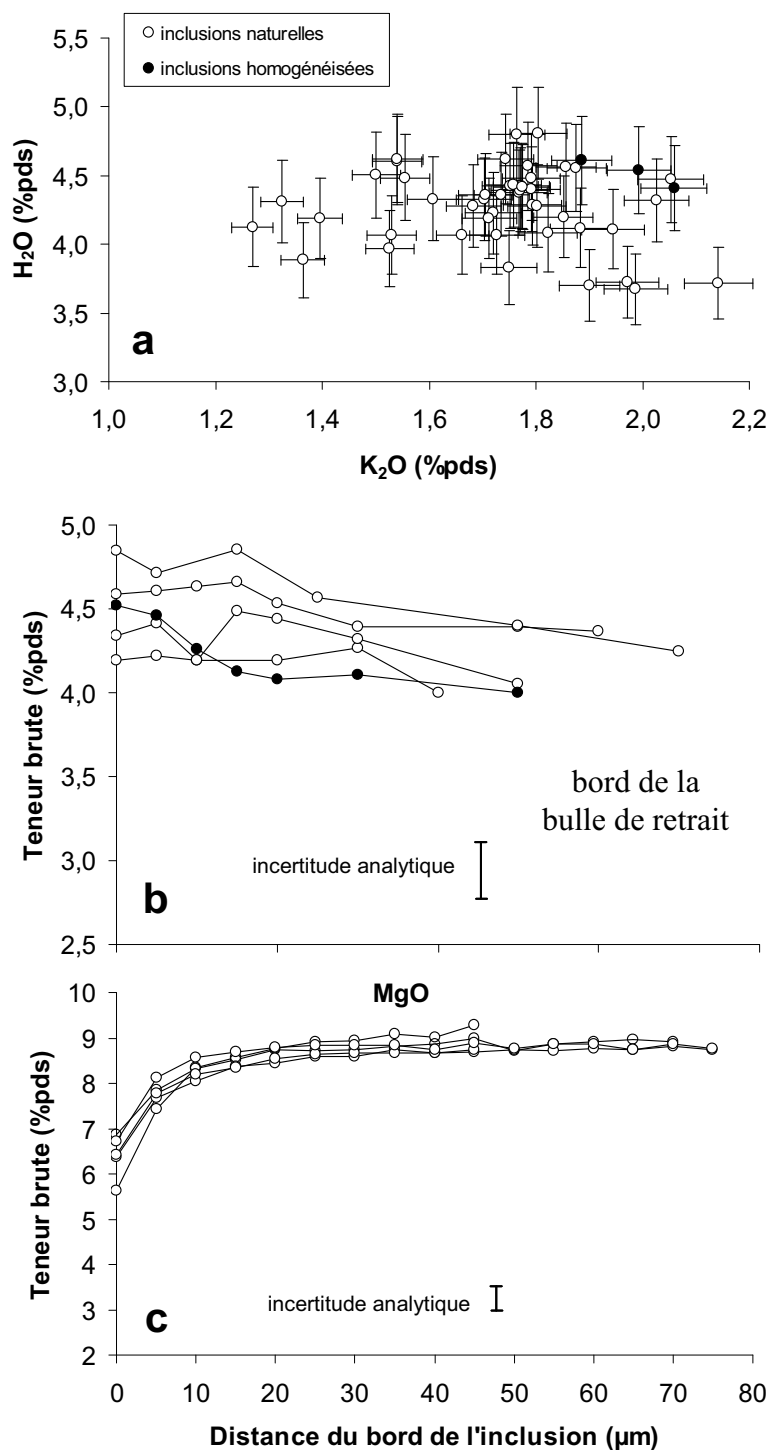 inclusions naturelles
inclusions homogénéisées
5,5
5,0
4,5
4,0
3,5
3,0
H₂O (%pds)
a
1,0 1,2 1,4 1,6 1,8 2,0 2,2
K₂O (%pds)
5,0
4,5
4,0
3,5
3,0
2,5
Teneur brute (%pds)
bord de la
bulle de retrait
incertitude analytique
b
MgO
10
9
8
7
6
5
4
3
2
Teneur brute (%pds)
incertitude analytique
c
0 10 20 30 40 50 60 70 80
Distance du bord de l'inclusion (µm)